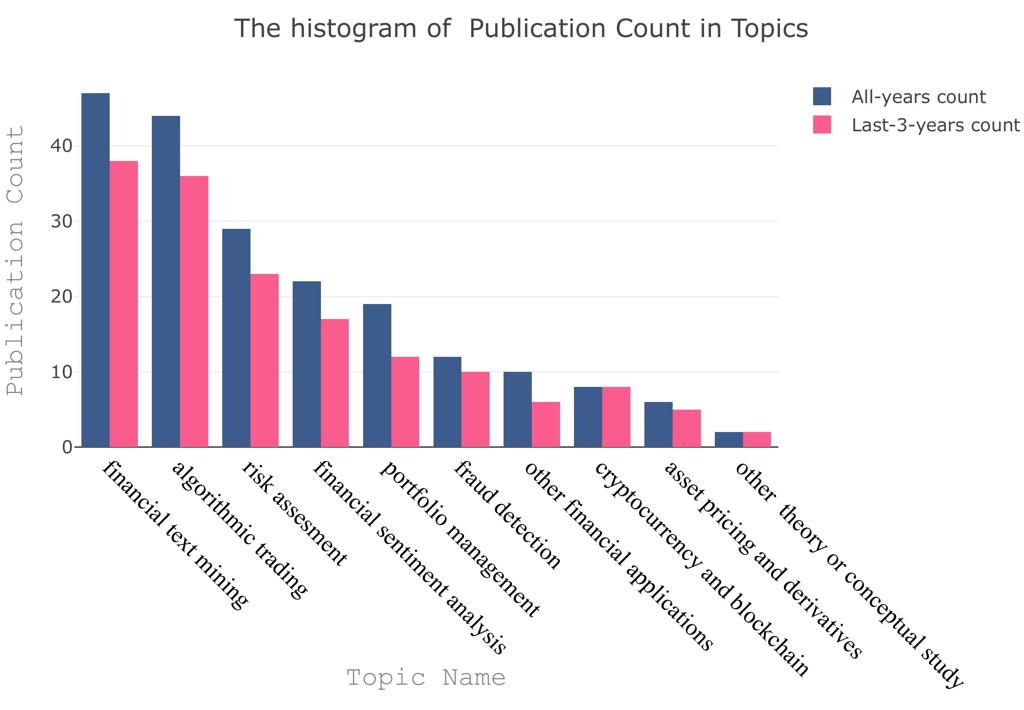 The histogram of  Publication Count in Topics
All-years count
Last-3-years count
Publication Count
40
30
20
10
0
financial text mining
algorithmic trading
risk assesment
financial sentiment analysis
portfolio management
fraud detection
other financial applications
cryptocurrency and blockchain
asset pricing and derivatives
other theory or conceptual study
Topic Name